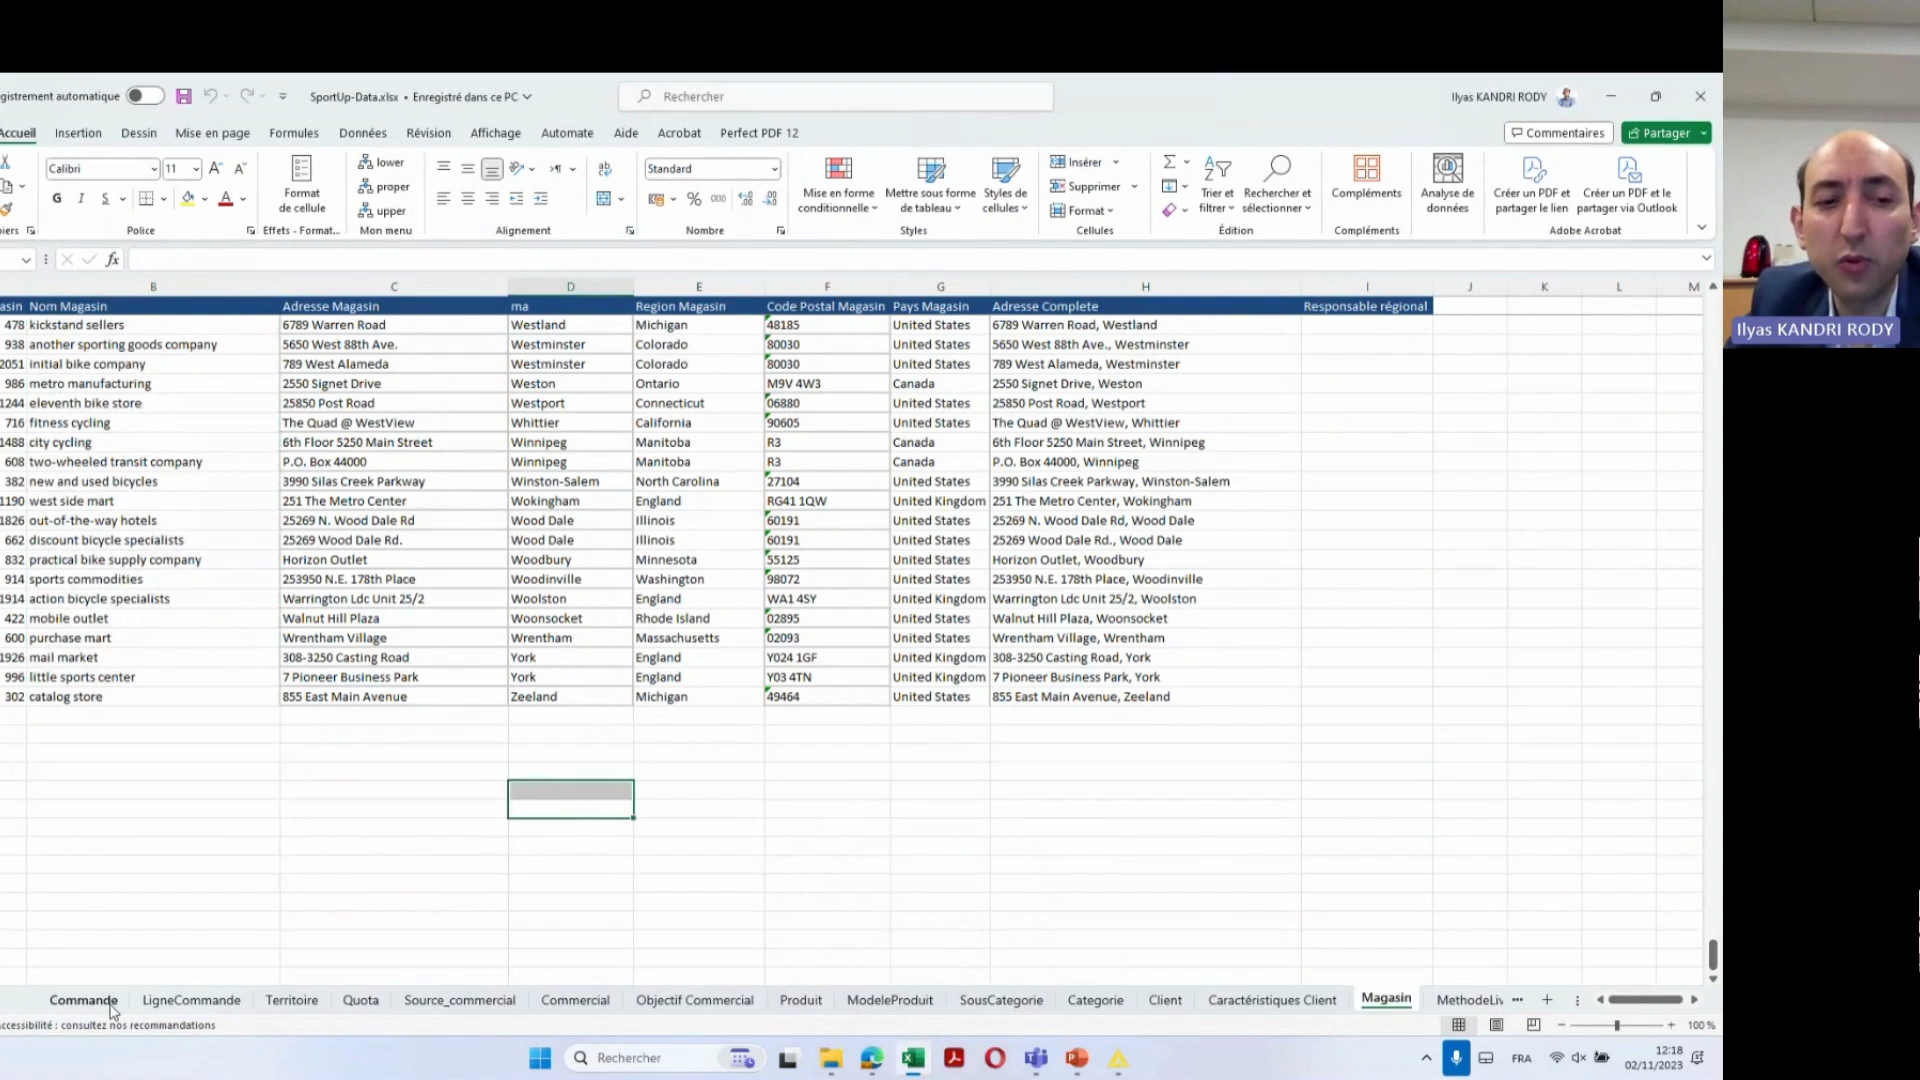 gistrement automatique SportUp-Data.xlsx • Enregistré dans ce PC Rechercher Ilyas KANDRI RODY
Accueil Insertion Dessin Mise en page Formules Données Révision Affichage Automate Aide Acrobat Perfect PDF 12 Commentaires Partager
Calibri 11 A A Format de cellule lower proper upper ab Standard Mise en forme conditionnelle Mettre sous forme de tableau Styles de cellules Insérer Supprimer Format Trier et filtrer Rechercher et sélectionner Compléments Analyse de données Créer un PDF et partager le lien Créer un PDF et le partager via Outlook
G I S A % 000
iers Police Effets - Format... Mon menu Alignement Nombre Styles Cellules Édition Compléments Adobe Acrobat
fx
B C D E F G H I J K L M
asin Nom Magasin Adresse Magasin ma Region Magasin Code Postal Magasin Pays Magasin Adresse Complete Responsable régional
478 kickstand sellers 6789 Warren Road Westland Michigan 48185 United States 6789 Warren Road, Westland
938 another sporting goods company 5650 West 88th Ave. Westminster Colorado 80030 United States 5650 West 88th Ave., Westminster
2051 initial bike company 789 West Alameda Westminster Colorado 80030 United States 789 West Alameda, Westminster
986 metro manufacturing 2550 Signet Drive Weston Ontario M9V 4W3 Canada 2550 Signet Drive, Weston
1244 eleventh bike store 25850 Post Road Westport Connecticut 06880 United States 25850 Post Road, Westport
716 fitness cycling The Quad @ WestView Whittier California 90605 United States The Quad @ WestView, Whittier
1488 city cycling 6th Floor 5250 Main Street Winnipeg Manitoba R3 Canada 6th Floor 5250 Main Street, Winnipeg
608 two-wheeled transit company P.O. Box 44000 Winnipeg Manitoba R3 Canada P.O. Box 44000, Winnipeg
382 new and used bicycles 3990 Silas Creek Parkway Winston-Salem North Carolina 27104 United States 3990 Silas Creek Parkway, Winston-Salem
1190 west side mart 251 The Metro Center Wokingham England RG41 1QW United Kingdom 251 The Metro Center, Wokingham
1826 out-of-the-way hotels 25269 N. Wood Dale Rd Wood Dale Illinois 60191 United States 25269 N. Wood Dale Rd, Wood Dale
662 discount bicycle specialists 25269 Wood Dale Rd. Wood Dale Illinois 60191 United States 25269 Wood Dale Rd., Wood Dale
832 practical bike supply company Horizon Outlet Woodbury Minnesota 55125 United States Horizon Outlet, Woodbury
914 sports commodities 253950 N.E. 178th Place Woodinville Washington 98072 United States 253950 N.E. 178th Place, Woodinville
1914 action bicycle specialists Warrington Ldc Unit 25/2 Woolston England WA1 4SY United Kingdom Warrington Ldc Unit 25/2, Woolston
422 mobile outlet Walnut Hill Plaza Woonsocket Rhode Island 02895 United States Walnut Hill Plaza, Woonsocket
600 purchase mart Wrentham Village Wrentham Massachusetts 02093 United States Wrentham Village, Wrentham
1926 mail market 308-3250 Casting Road York England Y024 1GF United Kingdom 308-3250 Casting Road, York
996 little sports center 7 Pioneer Business Park York England Y03 4TN United Kingdom 7 Pioneer Business Park, York
302 catalog store 855 East Main Avenue Zeeland Michigan 49464 United States 855 East Main Avenue, Zeeland
Commande LigneCommande Territoire Quota Source_commercial Commercial Objectif Commercial Produit ModeleProduit SousCategorie Categorie Client Caractéristiques Client Magasin MethodeLiv ...
ccessibilité : consultez nos recommandations 100 %
Rechercher FRA 12:18
02/11/2023
Ilyas KANDRI RODY